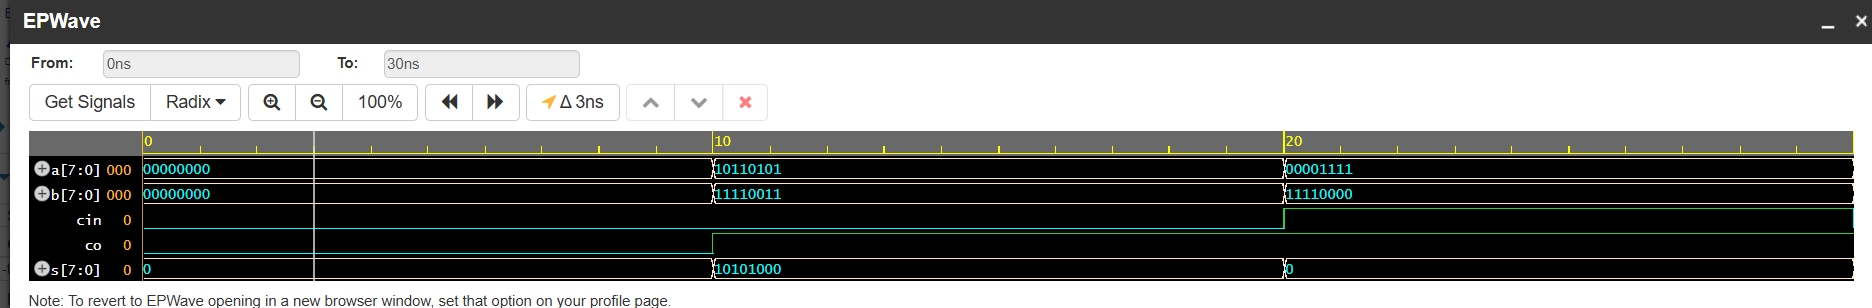 EPWave
From: 0ns To: 30ns
Get Signals Radix 100% Δ 3ns
0 10 20
a[7:0] 000 00000000 10110101 00001111
b[7:0] 000 00000000 11110011 11110000
cin 0
co 0
s[7:0] 0 0 10101000 0
Note: To revert to EPWave opening in a new browser window, set that option on your profile page.